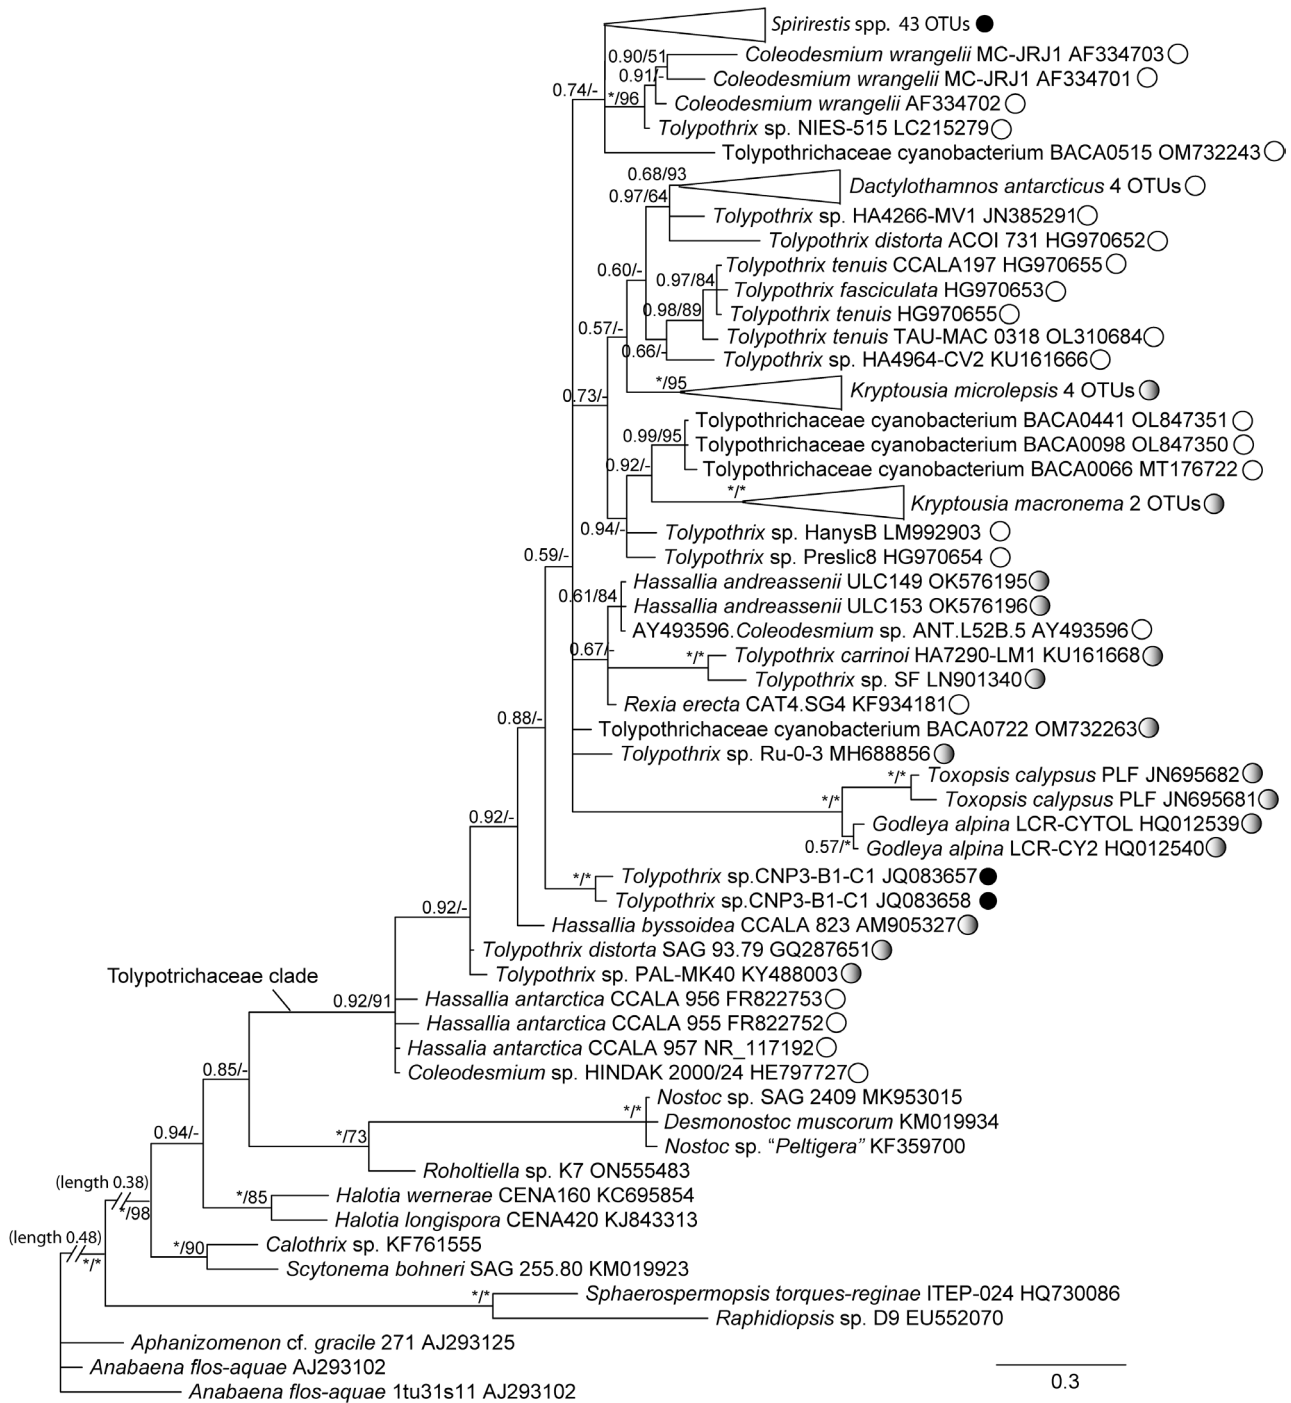 Spirirestis spp. 43 OTUs
0.90/51
Coleodesmium wrangelii MC-JRJ1 AF334703
0.91/-
Coleodesmium wrangelii MC-JRJ1 AF334701
0.74/-
*/96
Coleodesmium wrangelii AF334702
Tolypothrix sp. NIES-515 LC215279
Tolypothrichaceae cyanobacterium BACA0515 OM732243
0.68/93
Dactylothamnos antarcticus 4 OTUs
0.97/64
Tolypothrix sp. HA4266-MV1 JN385291
Tolypothrix distorta ACOI 731 HG970652
0.60/-
Tolypothrix tenuis CCALA197 HG970655
0.97/84
Tolypothrix fasciculata HG970653
0.98/89
Tolypothrix tenuis HG970655
0.57/-
Tolypothrix tenuis TAU-MAC 0318 OL310684
0.66/-
Tolypothrix sp. HA4964-CV2 KU161666
*/95
Kryptousia microlepsis 4 OTUs
0.73/-
Tolypothrichaceae cyanobacterium BACA0441 OL847351
0.99/95
Tolypothrichaceae cyanobacterium BACA0098 OL847350
0.92/-
Tolypothrichaceae cyanobacterium BACA0066 MT176722
*/*
Kryptousia macronema 2 OTUs
0.94/-
Tolypothrix sp. HanysB LM992903
0.59/-
Tolypothrix sp. Preslic8 HG970654
Hassallia andreassenii ULC149 OK576195
0.61/84
Hassallia andreassenii ULC153 OK576196
AY493596.Coleodesmium sp. ANT.L52B.5 AY493596
0.67/-
*/*
Tolypothrix carrinoi HA7290-LM1 KU161668
Tolypothrix sp. SF LN901340
Rexia erecta CAT4.SG4 KF934181
0.88/-
Tolypothrichaceae cyanobacterium BACA0722 OM732263
Tolypothrix sp. Ru-0-3 MH688856
*/*
Toxopsis calypsus PLF JN695682
*/*
Toxopsis calypsus PLF JN695681
0.92/-
Godleya alpina LCR-CYTOL HQ012539
0.57/*
Godleya alpina LCR-CY2 HQ012540
*/*
Tolypothrix sp.CNP3-B1-C1 JQ083657
Tolypothrix sp.CNP3-B1-C1 JQ083658
0.92/-
Hassallia byssoidea CCALA 823 AM905327
Tolypothrix distorta SAG 93.79 GQ287651
Tolypotrichaceae clade
Tolypothrix sp. PAL-MK40 KY488003
0.92/91
Hassallia antarctica CCALA 956 FR822753
Hassallia antarctica CCALA 955 FR822752
Hassalia antarctica CCALA 957 NR_117192
0.85/-
Coleodesmium sp. HINDAK 2000/24 HE797727
Nostoc sp. SAG 2409 MK953015
*/*
Desmonostoc muscorum KM019934
0.94/-
*/73
Nostoc sp. “Peltigera” KF359700
Roholtiella sp. K7 ON555483
(length 0.38)
*/85
Halotia wernerae CENA160 KC695854
*/98
Halotia longispora CENA420 KJ843313
(length 0.48)
*/90
Calothrix sp. KF761555
*/*
Scytonema bohneri SAG 255.80 KM019923
*/*
Sphaerospermopsis torques-reginae ITEP-024 HQ730086
Raphidiopsis sp. D9 EU552070
Aphanizomenon cf. gracile 271 AJ293125
Anabaena flos-aquae AJ293102
0.3
Anabaena flos-aquae 1tu31s11 AJ293102